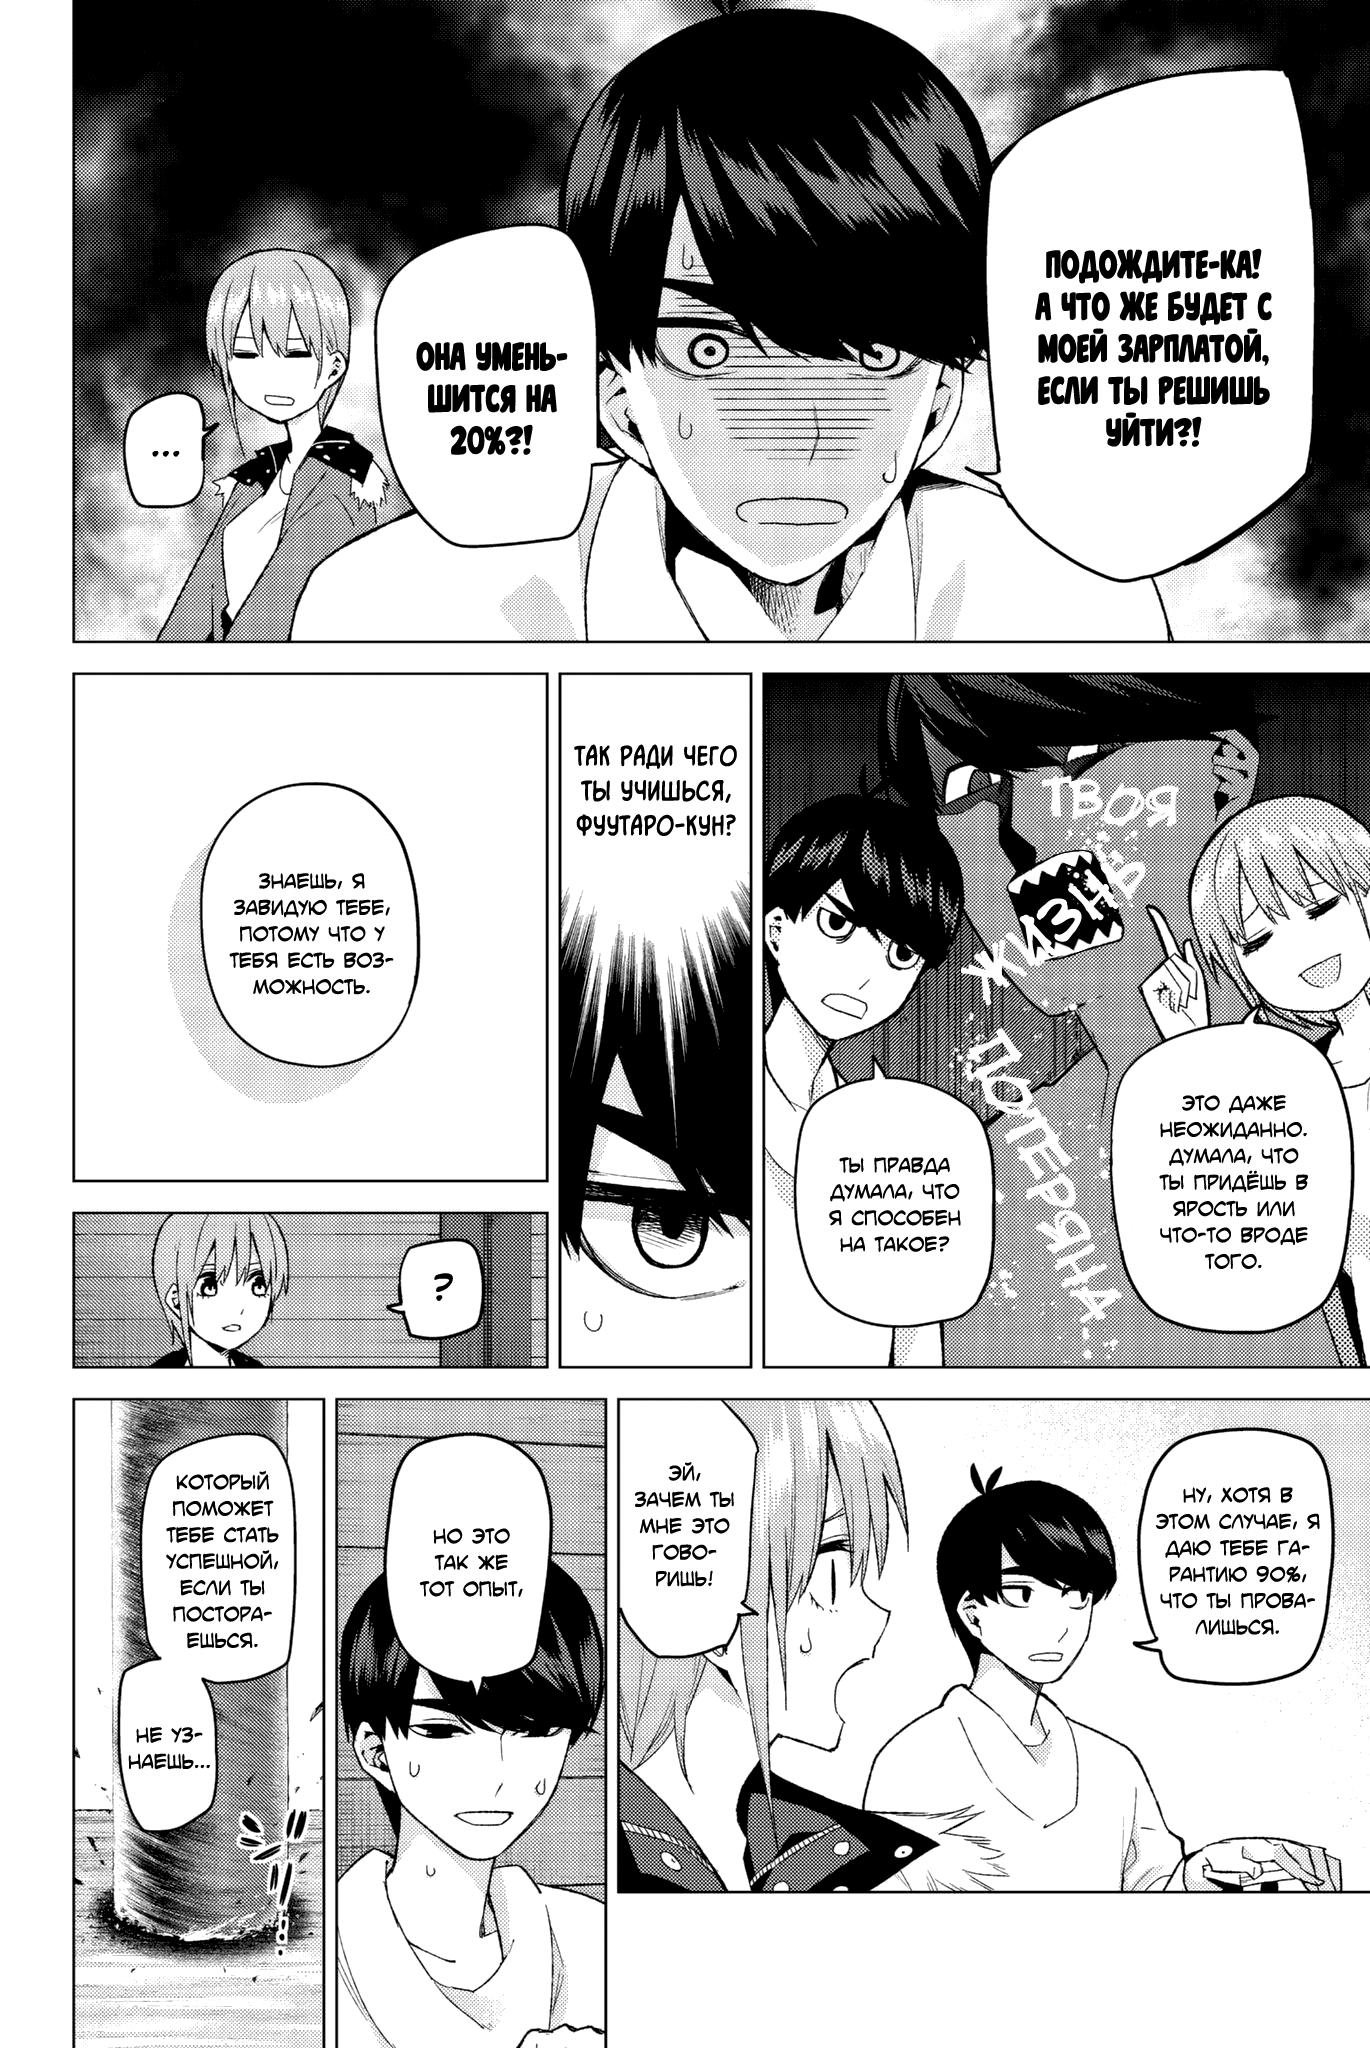 ПОДОЖДИТЕ-КА!
А ЧТО ЖЕ БУДЕТ С
МОЕЙ ЗАРПЛАТОЙ,
ЕСЛИ ТЫ РЕШИШЬ
УЙТИ?!
ОНА УМЕНЬ-
ШИТСЯ НА
20%?!
...
ЭТО ДАЖЕ
НЕОЖИДАННО.
ДУМАЛА, ЧТО
ТЫ ПРИДЁШЬ В
ЯРОСТЬ ИЛИ
ЧТО-ТО ВРОДЕ
ТОГО.
ТВОЯ
ЖИЗНЬ
ПОТЕРЯНА...
ТЫ ПРАВДА
ДУМАЛА, ЧТО
Я СПОСОБЕН
НА ТАКОЕ?
ТАК РАДИ ЧЕГО
ТЫ УЧИШЬСЯ,
ФУУТАРО-КУН?
ЗНАЕШЬ, Я
ЗАВИДУЮ ТЕБЕ,
ПОТОМУ ЧТО У
ТЕБЯ ЕСТЬ ВОЗ-
МОЖНОСТЬ.
?
НУ, ХОТЯ В
ЭТОМ СЛУЧАЕ, Я
ДАЮ ТЕБЕ ГА-
РАНТИЮ 90%,
ЧТО ТЫ ПРОВА-
ЛИШЬСЯ.
ЭЙ,
ЗАЧЕМ ТЫ
МНЕ ЭТО
ГОВО-
РИШЬ!
НО ЭТО
ТАК ЖЕ
ТОТ ОПЫТ,
КОТОРЫЙ
ПОМОЖЕТ
ТЕБЕ СТАТЬ
УСПЕШНОЙ,
ЕСЛИ ТЫ
ПОСТОРА-
ЕШЬСЯ.
НЕ УЗ-
НАЕШЬ...